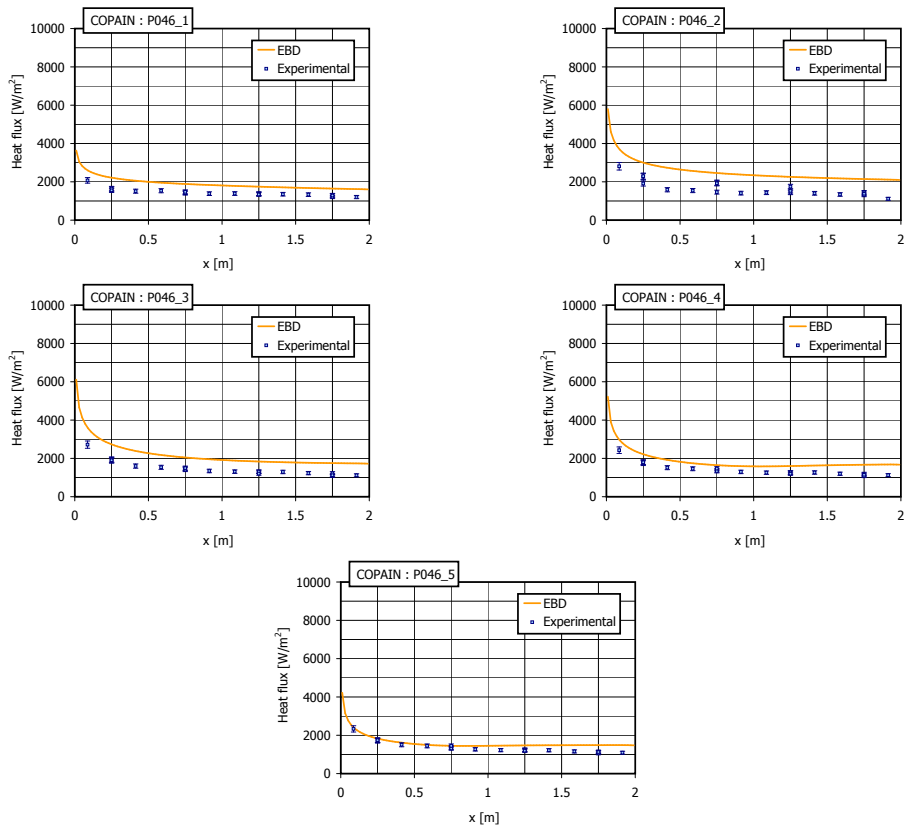 COPAIN : P046_1
10000
8000
6000
4000
2000
0
Heat flux [W/m²]
EBD
Experimental
0 0.5 1 1.5 2
x [m]
COPAIN : P046_2
10000
8000
6000
4000
2000
0
Heat flux [W/m²]
EBD
Experimental
0 0.5 1 1.5 2
x [m]
COPAIN : P046_3
10000
8000
6000
4000
2000
0
Heat flux [W/m²]
EBD
Experimental
0 0.5 1 1.5 2
x [m]
COPAIN : P046_4
10000
8000
6000
4000
2000
0
Heat flux [W/m²]
EBD
Experimental
0 0.5 1 1.5 2
x [m]
COPAIN : P046_5
10000
8000
6000
4000
2000
0
Heat flux [W/m²]
EBD
Experimental
0 0.5 1 1.5 2
x [m]